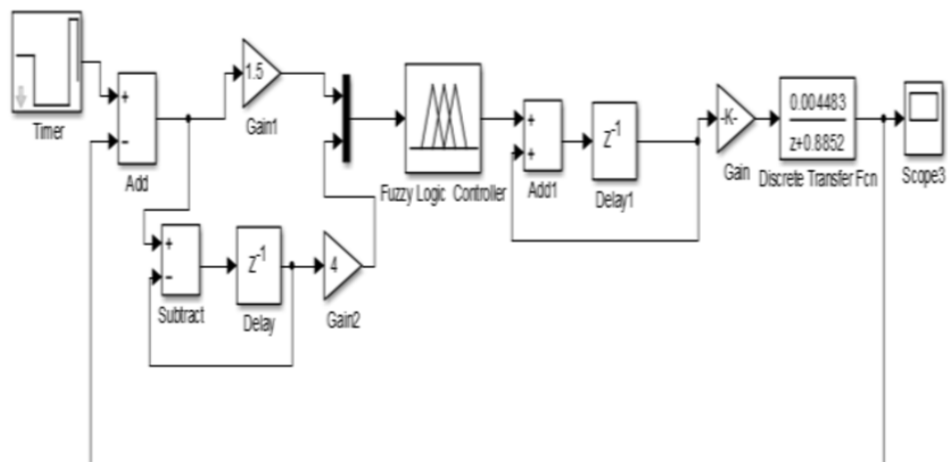 Timer
+
-
Add
1.5
Gain1
Fuzzy Logic Controller
+
+
Add1
Z-1
Delay1
-K-
Gain
0.004483
z+0.8852
Discrete Transfer Fcn
Scope3
+
-
Subtract
Z-1
Delay
4
Gain2